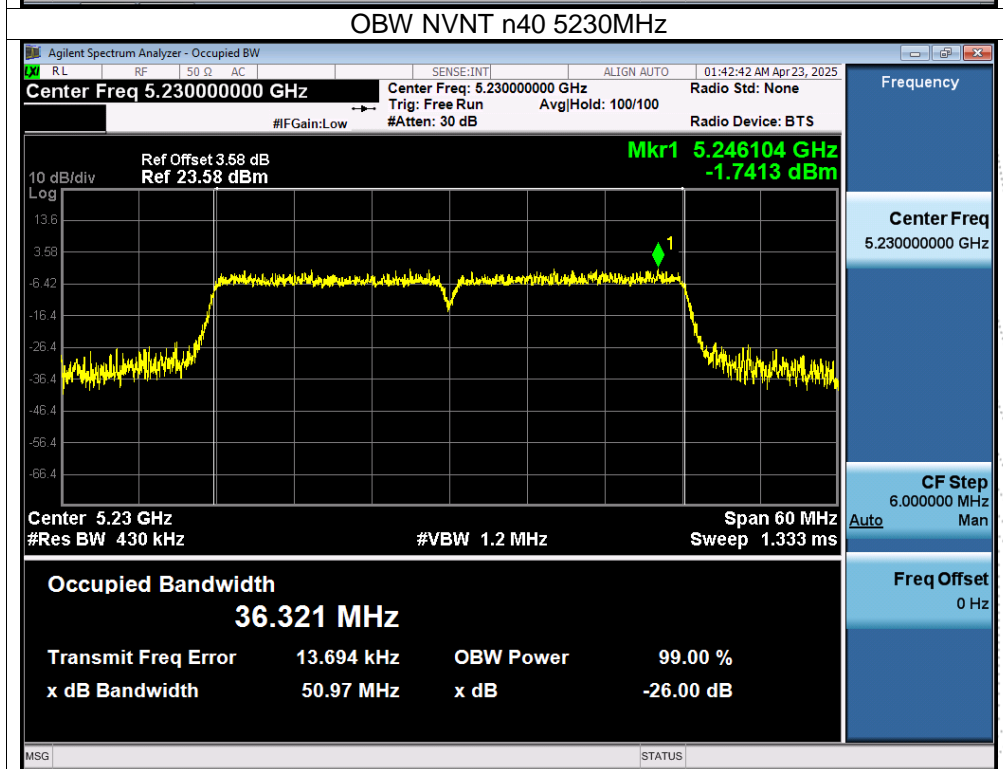 OBW NVNT n40 5230MHz
Agilent Spectrum Analyzer - Occupied BW
LXI RL RF 50 Ω AC SENSE:INT ALIGN AUTO 01:42:42 AM Apr 23, 2025
Center Freq 5.230000000 GHz
Center Freq: 5.230000000 GHz
Radio Std: None
Trig: Free Run Avg|Hold: 100/100
#IFGain:Low #Atten: 30 dB
Radio Device: BTS
Frequency
Ref Offset 3.58 dB
10 dB/div Ref 23.58 dBm
Mkr1 5.246104 GHz
-1.7413 dBm
Log
13.6
3.58
-6.42
-16.4
-26.4
-36.4
-46.4
-56.4
-66.4
1
Center 5.23 GHz
Span 60 MHz
#Res BW 430 kHz #VBW 1.2 MHz Sweep 1.333 ms
Center Freq
5.230000000 GHz
CF Step
6.000000 MHz
Auto Man
Freq Offset
0 Hz
Occupied Bandwidth
36.321 MHz
Transmit Freq Error 13.694 kHz OBW Power 99.00 %
x dB Bandwidth 50.97 MHz x dB -26.00 dB
MSG STATUS